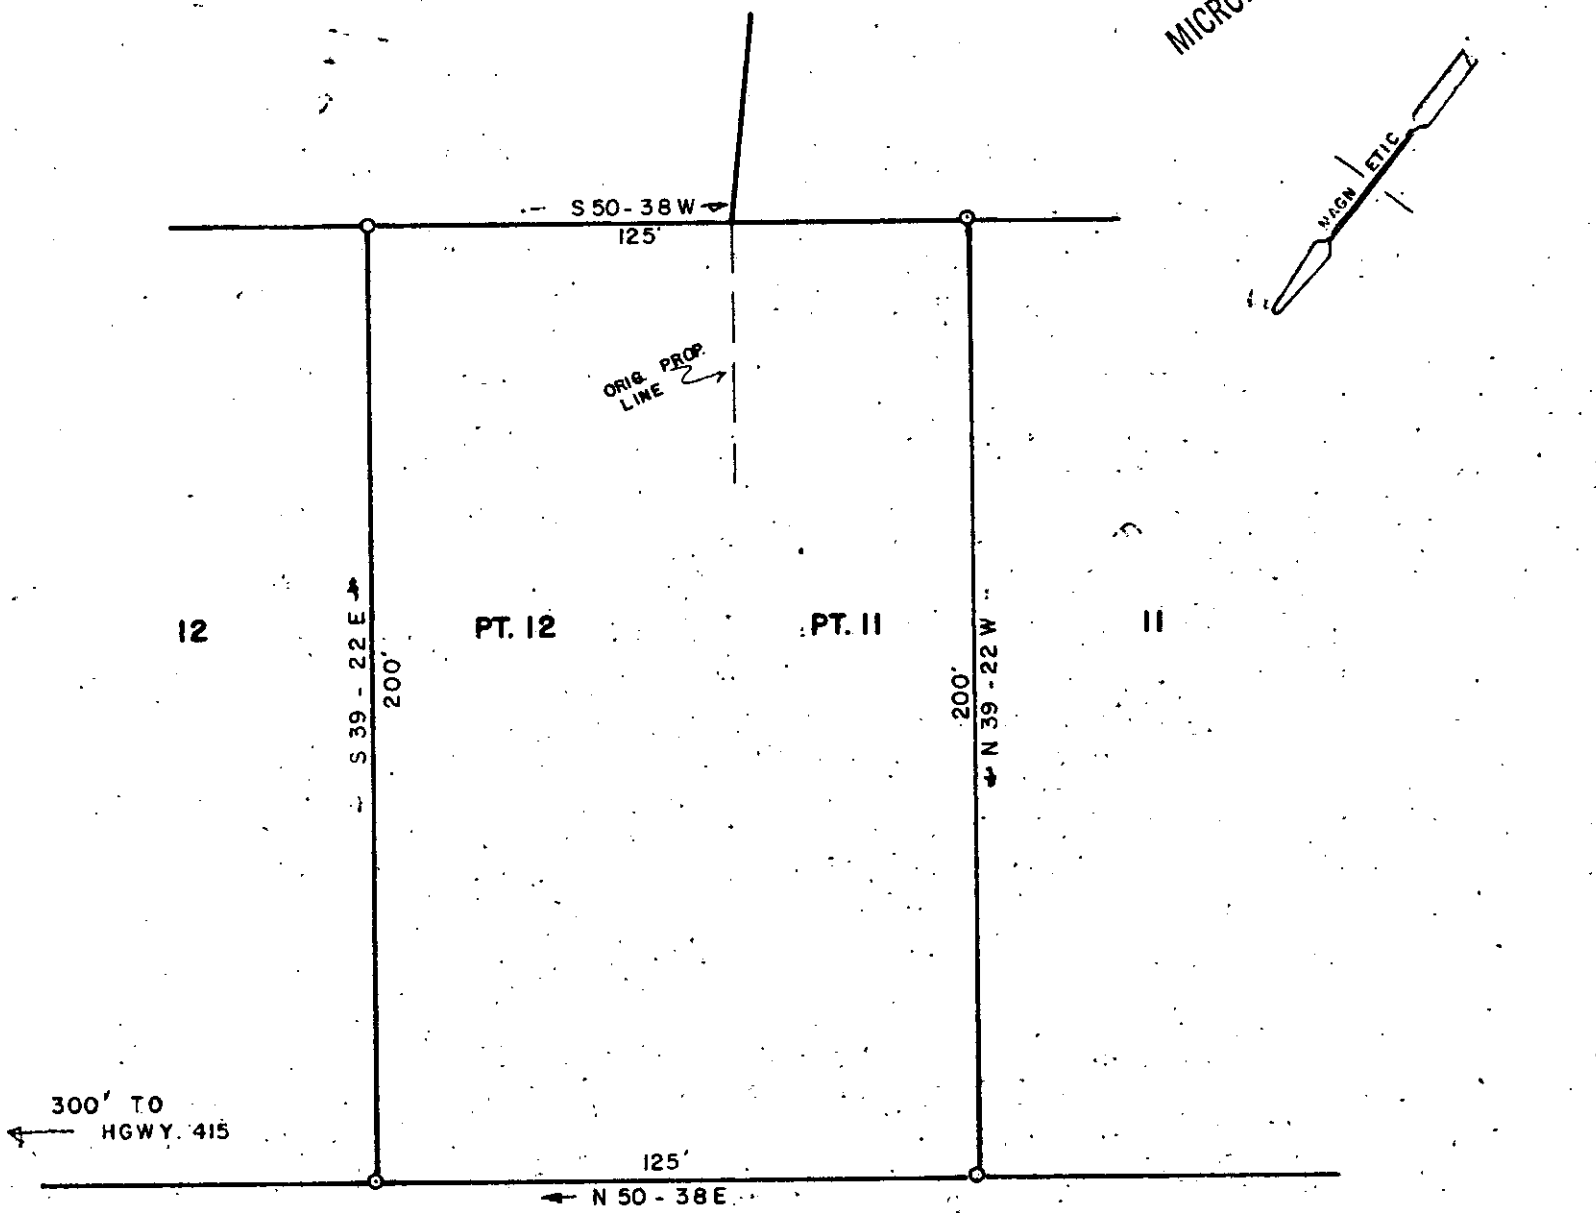 S 50-38 W
125'
MAGN ETIC
ORIG. PROP.
LINE
12
S 39 - 22 E
200'
PT. 12
PT. 11
200'
N 39 - 22 W
11
300' TO
HGWY. 415
125'
N 50 - 38 E